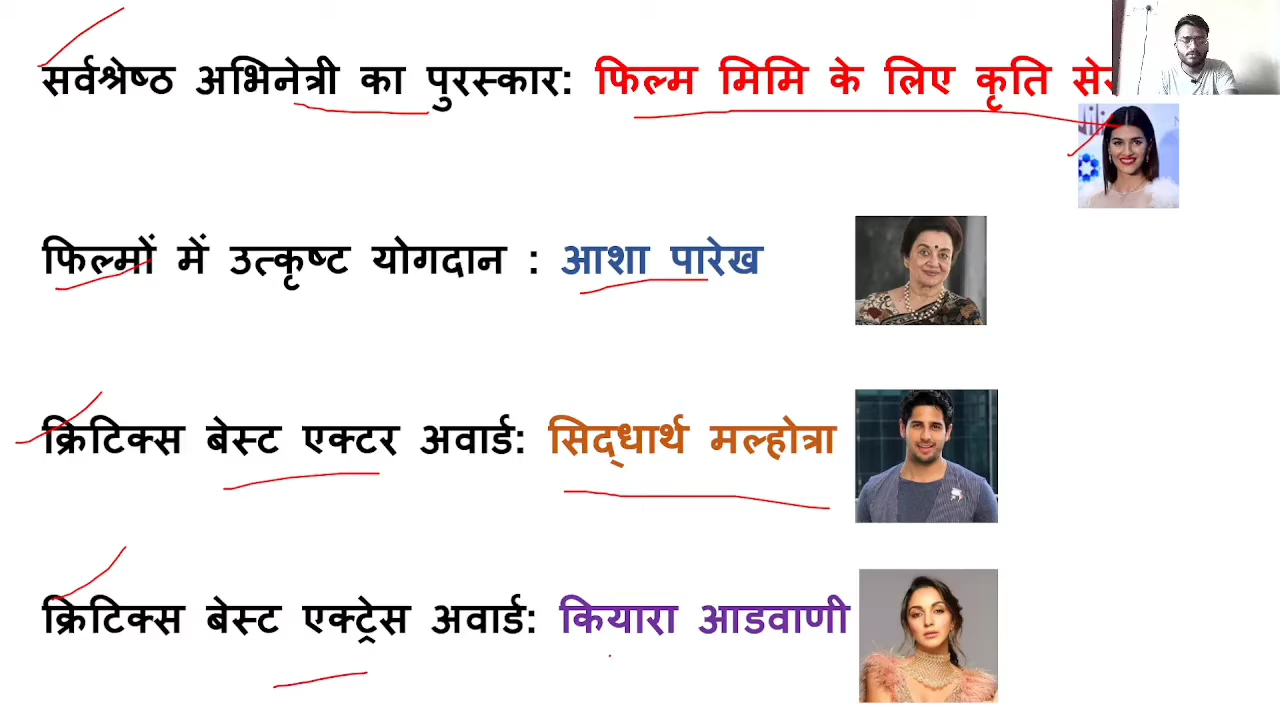 सर्वश्रेष्ठ अभिनेत्री का पुरस्कार: फिल्म मिमि के लिए कृति
फिल्मों में उत्कृष्ट योगदान : आशा पारेख
क्रिटिक्स बेस्ट एक्टर अवार्ड: सिद्धार्थ मल्होत्रा
क्रिटिक्स बेस्ट एक्ट्रेस अवार्ड: कियारा आडवाणी